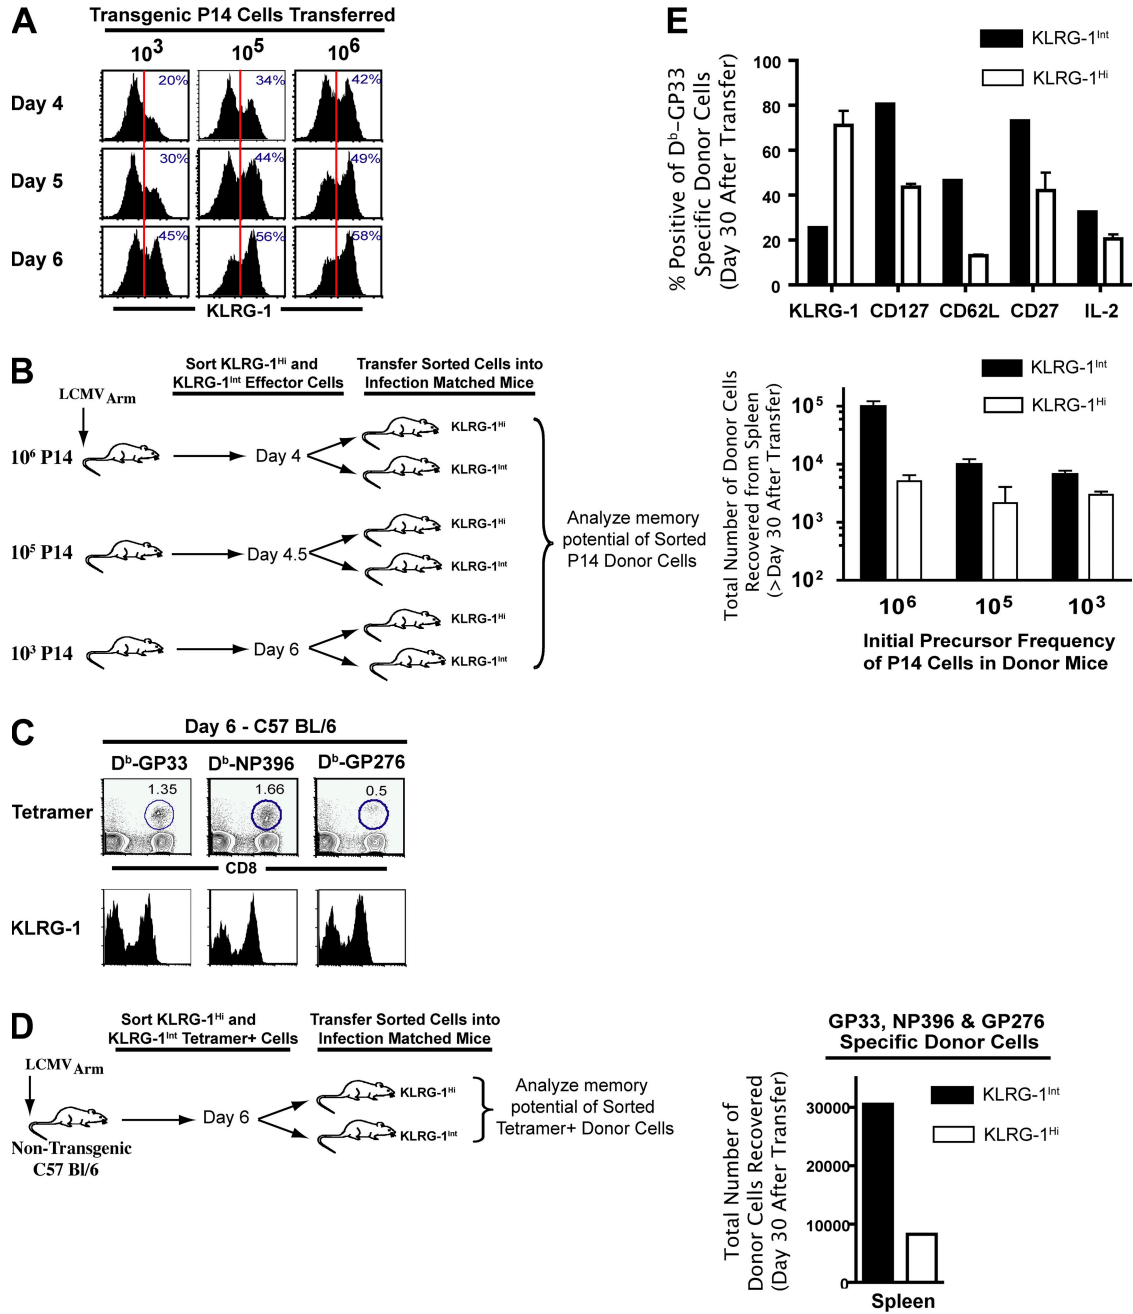 A
Transgenic P14 Cells Transferred
10³ 10⁵ 10⁶
Day 4
20% 34% 42%
Day 5
30% 44% 49%
Day 6
45% 56% 58%
KLRG-1
B
Sort KLRG-1ᴴⁱ and
KLRG-1ᴵⁿᵗ Effector Cells
Transfer Sorted Cells into
Infection Matched Mice
LCMVArm
10⁶ P14
Day 4
KLRG-1ᴴⁱ
KLRG-1ᴵⁿᵗ
10⁵ P14
Day 4.5
KLRG-1ᴴⁱ
KLRG-1ᴵⁿᵗ
10³ P14
Day 6
KLRG-1ᴴⁱ
KLRG-1ᴵⁿᵗ
Analyze memory
potential of Sorted
P14 Donor Cells
Total Number of Donor Cells
Recovered from Spleen
(>Day 30 After Transfer)
KLRG-1ᴵⁿᵗ
KLRG-1ᴴⁱ
10⁵
10⁴
10³
10²
10⁶ 10⁵ 10³
Initial Precursor Frequency
of P14 Cells in Donor Mice
C
Day 6 - C57 BL/6
Dᵇ-GP33 Dᵇ-NP396 Dᵇ-GP276
Tetramer
1.35 1.66 0.5
CD8
KLRG-1
D
Sort KLRG-1ᴴⁱ and
KLRG-1ᴵⁿᵗ Tetramer+ Cells
Transfer Sorted Cells into
Infection Matched Mice
LCMVArm
Non-Transgenic
C57 Bl/6
Day 6
KLRG-1ᴴⁱ
KLRG-1ᴵⁿᵗ
Analyze memory
potential of Sorted
Tetramer+ Donor Cells
GP33, NP396 & GP276
Specific Donor Cells
Total Number of
Donor Cells Recovered
(Day 30 After Transfer)
KLRG-1ᴵⁿᵗ
KLRG-1ᴴⁱ
30000
20000
10000
0
Spleen
E
% Positive of Dᵇ-GP33
Specific Donor Cells
(Day 30 After Transfer)
KLRG-1ᴵⁿᵗ
KLRG-1ᴴⁱ
100
80
60
40
20
0
KLRG-1 CD127 CD62L CD27 IL-2